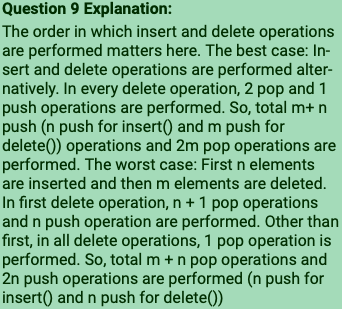 Question 9 Explanation:
The order in which insert and delete operations
are performed matters here. The best case: In-
sert and delete operations are performed alter-
natively. In every delete operation, 2 pop and 1
push operations are performed. So, total m+ n
push (n push for insert() and m push for
delete()) operations and 2m pop operations are
performed. The worst case: First n elements
are inserted and then m elements are deleted.
In first delete operation, n + 1 pop operations
and n push operation are performed. Other than
first, in all delete operations, 1 pop operation is
performed. So, total m + n pop operations and
2n push operations are performed (n push for
insert() and n push for delete())